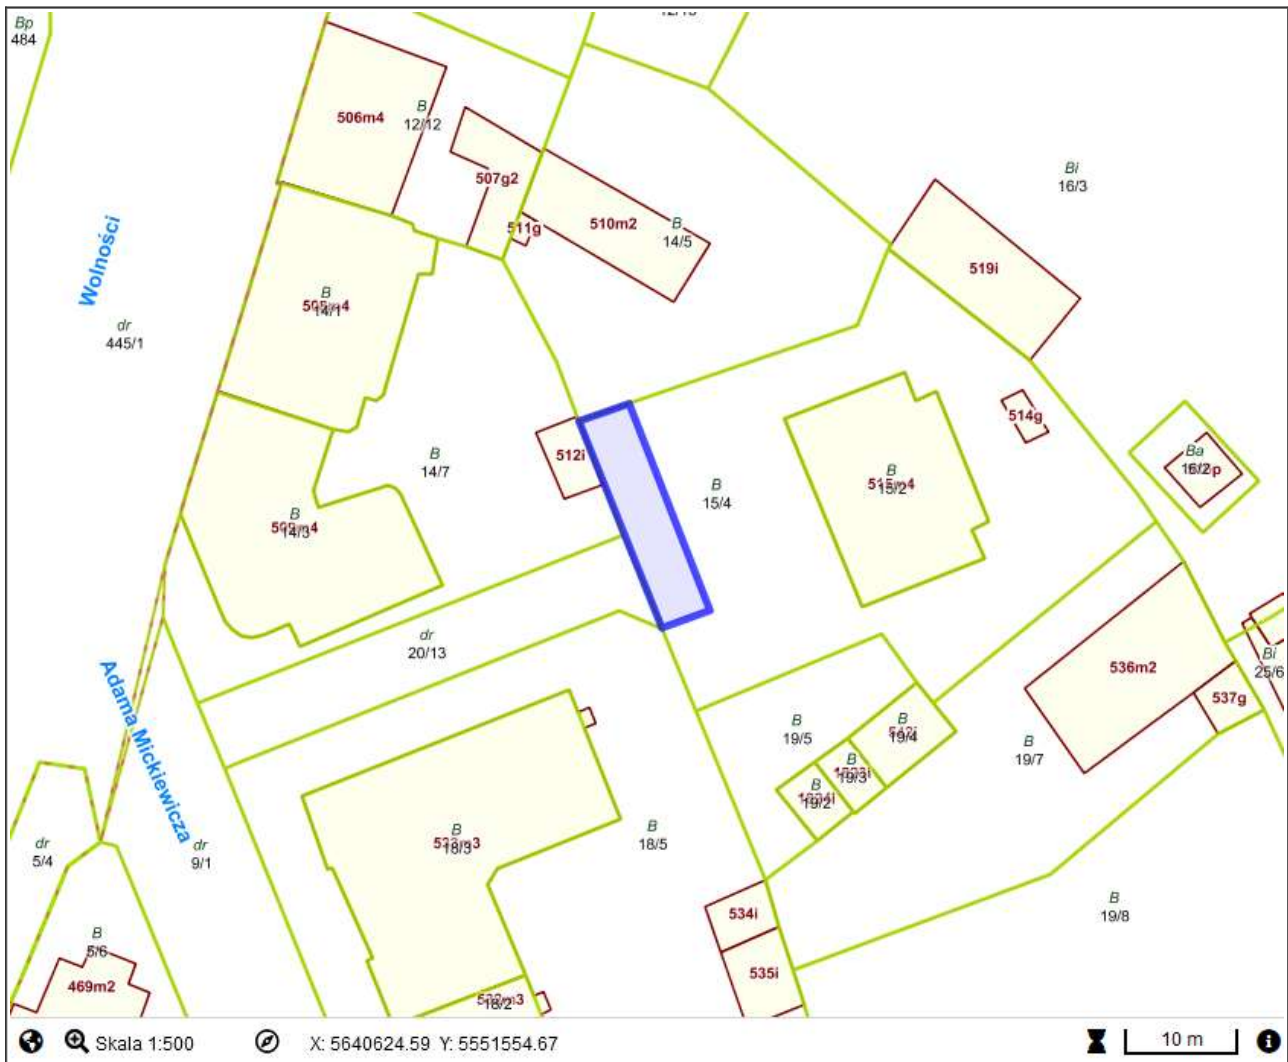 Bp
484
B
12/12
506m4
507g2
511g
510m2
B
14/5
Bi
16/3
519i
Wolności
dr
445/1
B
14/1
514g
512i
B
14/7
B
14/3
B
15/4
B
15/2
Ba
16/2
dr
20/13
Adama Mickiewicza
536m2
537g
Bi
25/6
B
19/5
B
19/4
19/3
B
19/2
B
19/7
B
18/3
B
18/5
dr
5/4
dr
9/1
B
5/6
469m2
534i
535i
B
19/8
18/2
Skala 1:500
X: 5640624.59 Y: 5551554.67
10 m